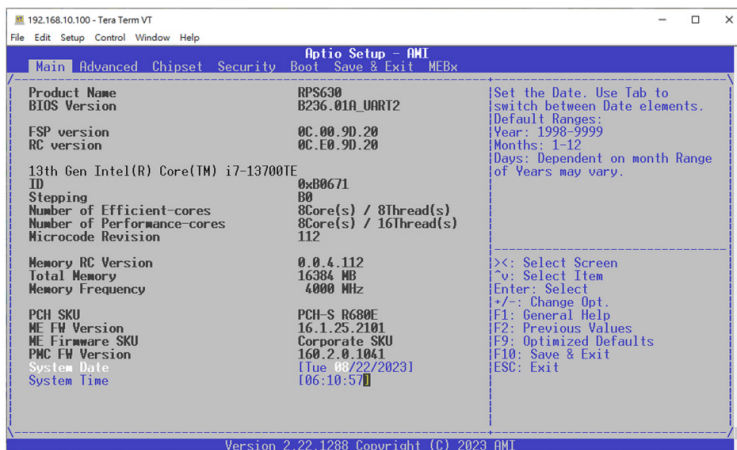 192.168.10.100 - Tera Term VT
File Edit Setup Control Window Help
Aptio Setup - AMI
Main Advanced Chipset Security Boot Save & Exit MEBx
Product Name RPS630
BIOS Version B236.01A_UART2
FSP version 0C.00.9D.20
RC version 0C.E0.9D.20
13th Gen Intel(R) Core(TM) i7-13700TE
ID 0xB0671
Stepping B0
Number of Efficient-cores 8Core(s) / 8Thread(s)
Number of Performance-cores 8Core(s) / 16Thread(s)
Microcode Revision 112
Memory RC Version 0.0.4.112
Total Memory 16384 MB
Memory Frequency 4000 MHz
PCH SKU PCH-S R680E
ME FW Version 16.1.25.2101
ME Firmware SKU Corporate SKU
PMC FW Version 160.2.0.1041
System Date [Tue 08/22/2023]
System Time [06:10:57]
Set the Date. Use Tab to
switch between Date elements.
Default Ranges:
Year: 1998-9999
Months: 1-12
Days: Dependent on month Range
of Years may vary.
><: Select Screen
^v: Select Item
Enter: Select
+/-: Change Opt.
F1: General Help
F2: Previous Values
F9: Optimized Defaults
F10: Save & Exit
ESC: Exit
Version 2.22.1288 Copyright (C) 2023 AMI